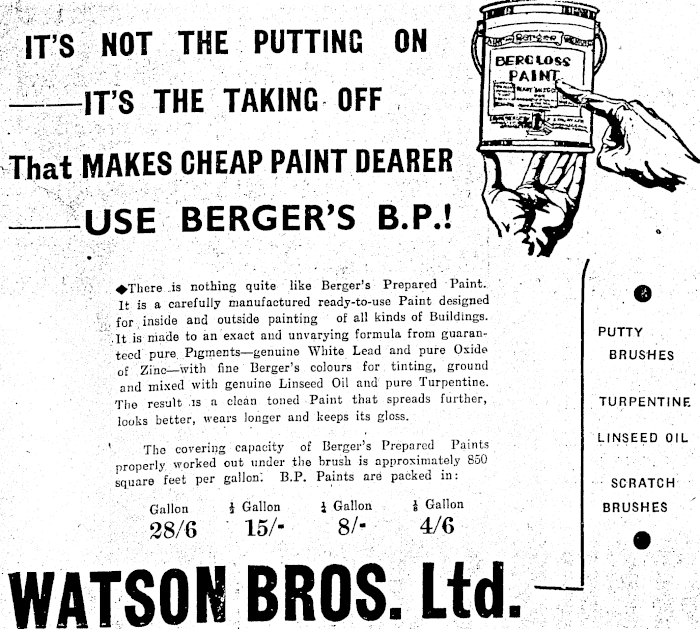 IT'S NOT THE PUTTING ON
—IT'S THE TAKING OFF
That MAKES CHEAP PAINT DEARER
—USE BERGER'S B.P.!
Berger
BERGLOSS
PAINT
◆There is nothing quite like Berger's Prepared Paint.
It is a carefully manufactured ready-to-use Paint designed
for inside and outside painting of all kinds of Buildings.
It is made to an exact and unvarying formula from guaran-
teed pure Pigments—genuine White Lead and pure Oxide
of Zinc—with fine Berger's colours for tinting, ground
and mixed with genuine Linseed Oil and pure Turpentine.
The result is a clean toned Paint that spreads further,
looks better, wears longer and keeps its gloss.
The covering capacity of Berger's Prepared Paints
properly worked out under the brush is approximately 850
square feet per gallon. B.P. Paints are packed in:
Gallon ½ Gallon ¼ Gallon ⅛ Gallon
28/6 15/- 8/- 4/6
PUTTY
BRUSHES
TURPENTINE
LINSEED OIL
SCRATCH
BRUSHES
WATSON BROS. Ltd.